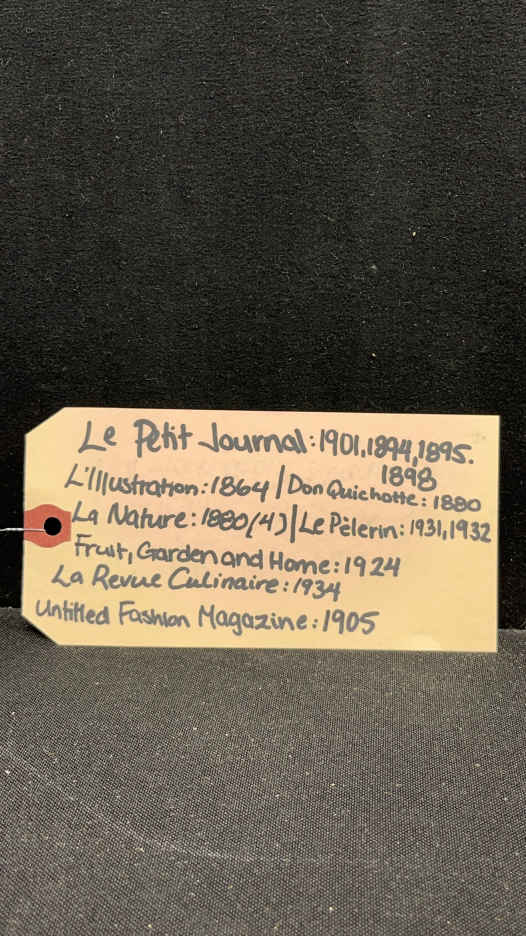 Le Petit Journal: 1901, 1894, 1895.
1898
L'Illustration: 1864 | Don Quichotte: 1880
La Nature: 1880 (4) | Le Pèlerin: 1931, 1932
Fruit, Garden and Home: 1924
La Revue Culinaire: 1934
Untitled Fashion Magazine: 1905